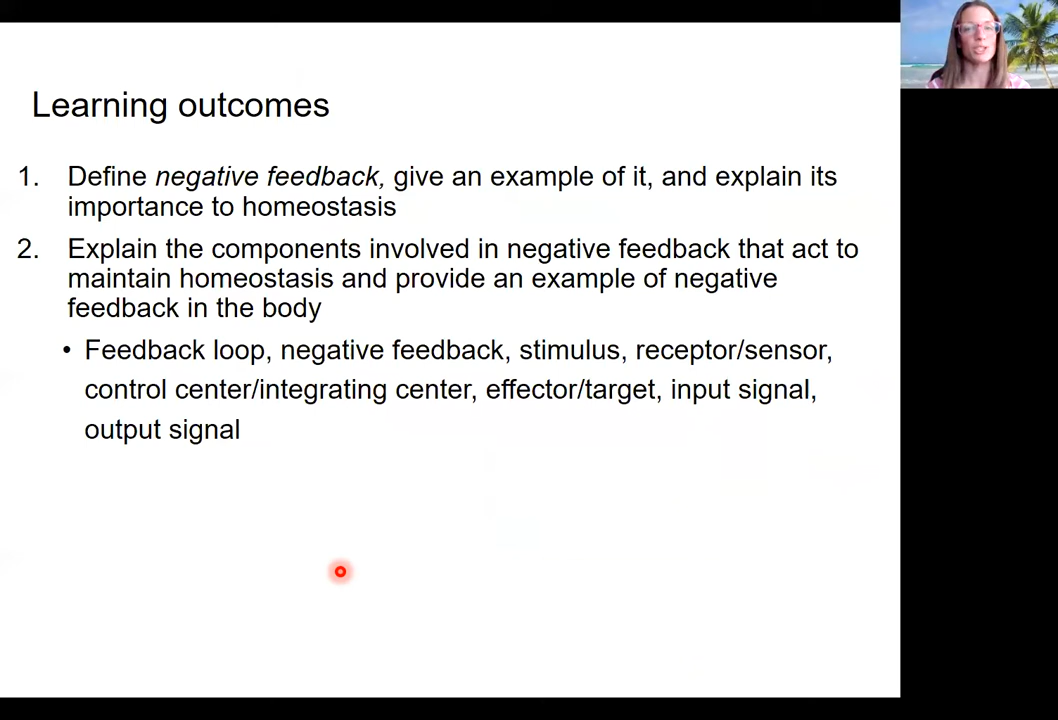 Learning outcomes
1. Define negative feedback, give an example of it, and explain its
importance to homeostasis
2. Explain the components involved in negative feedback that act to
maintain homeostasis and provide an example of negative
feedback in the body
• Feedback loop, negative feedback, stimulus, receptor/sensor,
control center/integrating center, effector/target, input signal,
output signal